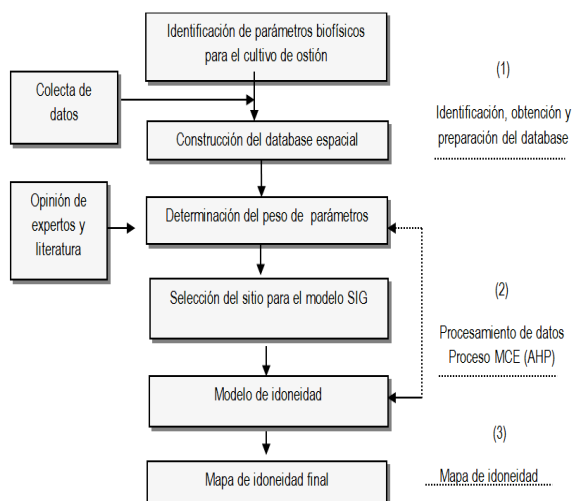 Identificación de parámetros biofísicos
para el cultivo de ostión
(1)
Colecta de
datos
Identificación, obtención y
preparación del database
Construcción del database espacial
Opinión de
expertos y
literatura
Determinación del peso de parámetros
Selección del sitio para el modelo SIG
(2)
Procesamiento de datos
Proceso MCE (AHP)
Modelo de idoneidad
(3)
Mapa de idoneidad final
Mapa de idoneidad